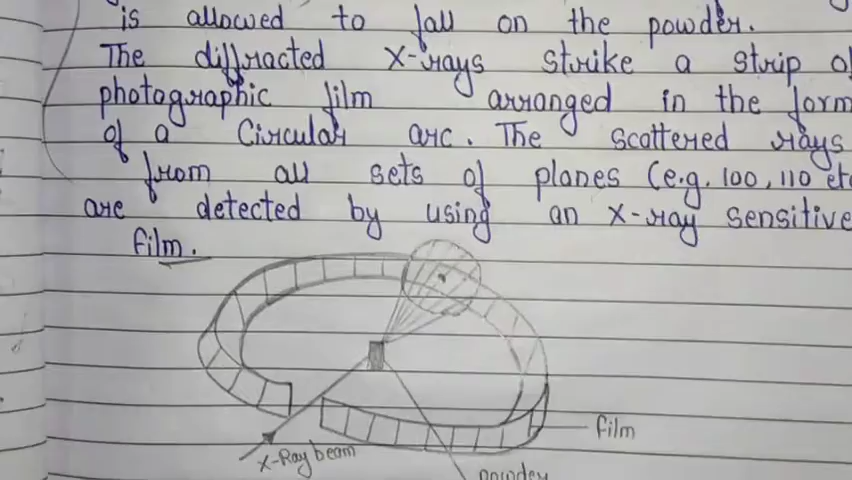 is allowed to fall on the powder.
The diffracted X-rays strike a strip of
photographic film arranged in the form
of a Circular arc. The scattered rays
from all sets of planes (e.g. 100, 110 etc
are detected by using an X-ray sensitive
film.
film
X-Ray beam
powder